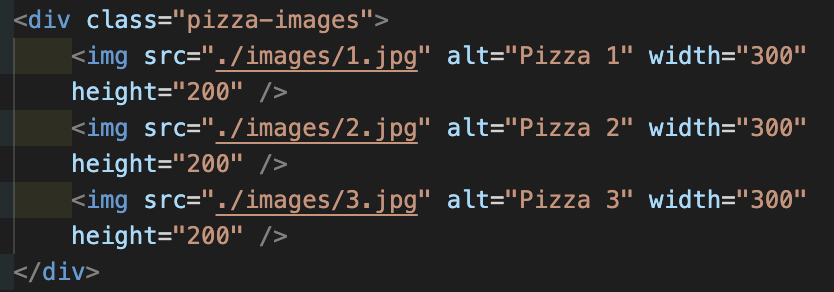 <div class="pizza-images">
<img src="./images/1.jpg" alt="Pizza 1" width="300"
height="200" />
<img src="./images/2.jpg" alt="Pizza 2" width="300"
height="200" />
<img src="./images/3.jpg" alt="Pizza 3" width="300"
height="200" />
</div>